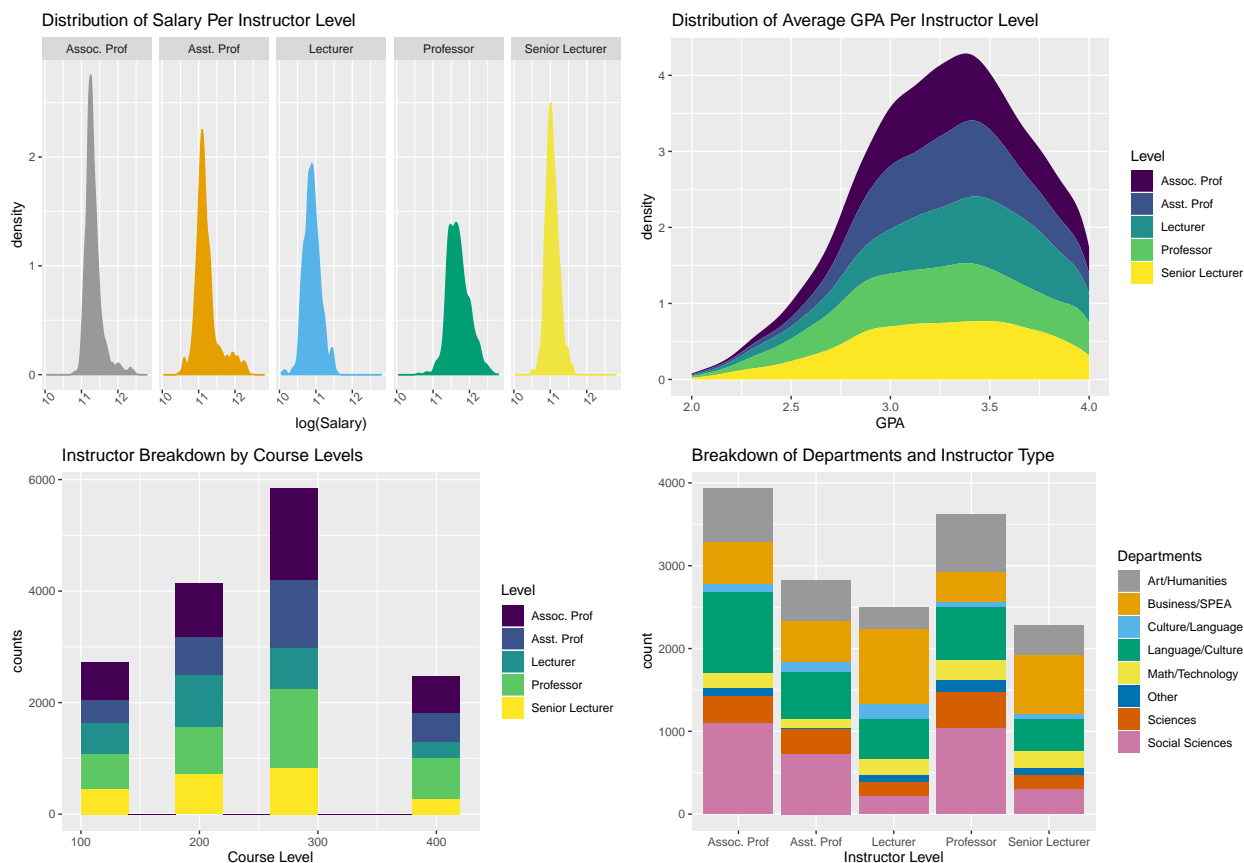 Distribution of Salary Per Instructor Level
Assoc. Prof Asst. Prof Lecturer Professor Senior Lecturer
2
1
0
density
10 11 12 10 11 12 10 11 12 10 11 12 10 11 12
log(Salary)
Distribution of Average GPA Per Instructor Level
4
3
2
1
0
density
2.0 2.5 3.0 3.5 4.0
GPA
Level
Assoc. Prof
Asst. Prof
Lecturer
Professor
Senior Lecturer
Instructor Breakdown by Course Levels
6000
4000
2000
0
counts
100 200 300 400
Course Level
Level
Assoc. Prof
Asst. Prof
Lecturer
Professor
Senior Lecturer
Breakdown of Departments and Instructor Type
4000
3000
2000
1000
0
count
Assoc. Prof Asst. Prof Lecturer Professor Senior Lecturer
Instructor Level
Departments
Art/Humanities
Business/SPEA
Culture/Language
Language/Culture
Math/Technology
Other
Sciences
Social Sciences